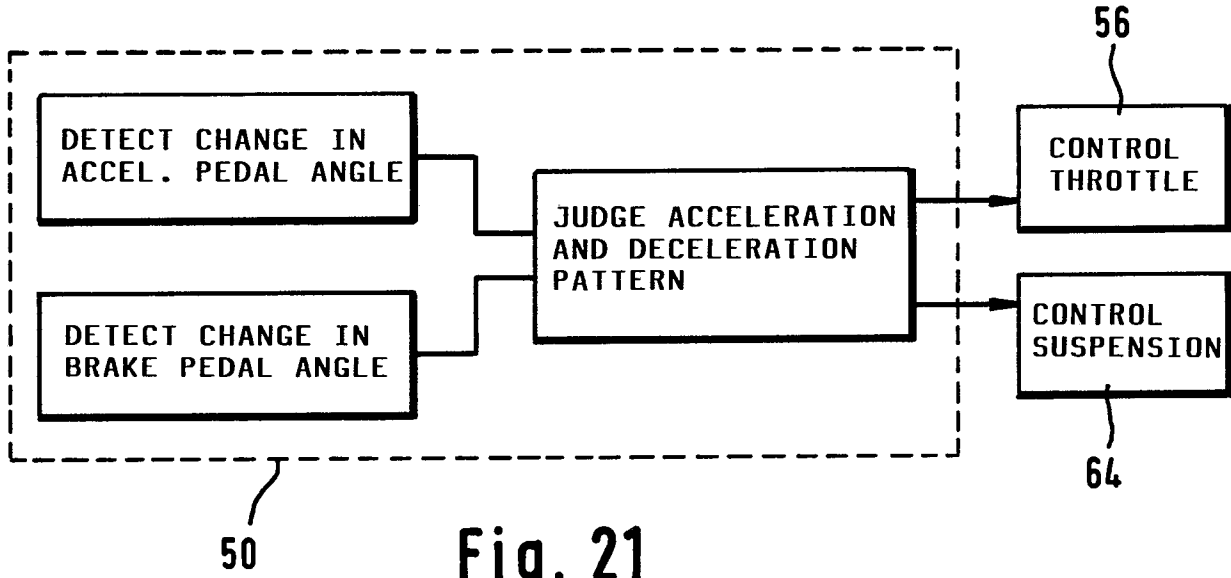 56
DETECT CHANGE IN
ACCEL. PEDAL ANGLE
JUDGE ACCELERATION
AND DECELERATION
PATTERN
CONTROL
THROTTLE
DETECT CHANGE IN
BRAKE PEDAL ANGLE
CONTROL
SUSPENSION
64
50
Fig. 21